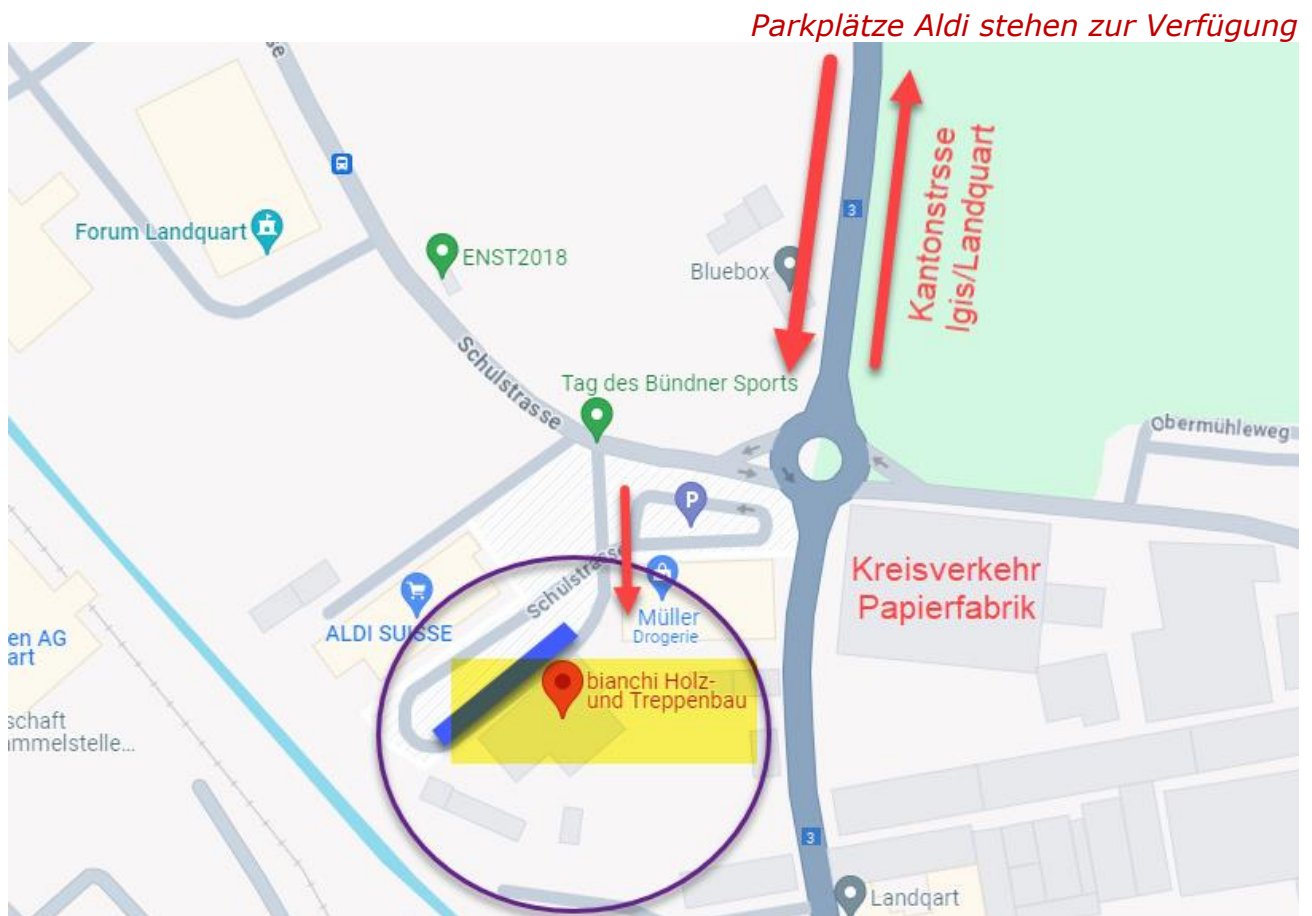 Parkplätze Aldi stehen zur Verfügung
se
Forum Landquart
ENST2018
Bluebox
3
Kantonstrsse
Igis/Landquart
Schulstrasse
Tag des Bündner Sports
Obermühleweg
P
Schulstrasse
Kreisverkehr
Papierfabrik
ALDI SUISSE
Müller
Drogerie
en AG
art
bianchi Holz-
und Treppenbau
schaft
mmelstelle...
3
Landqart